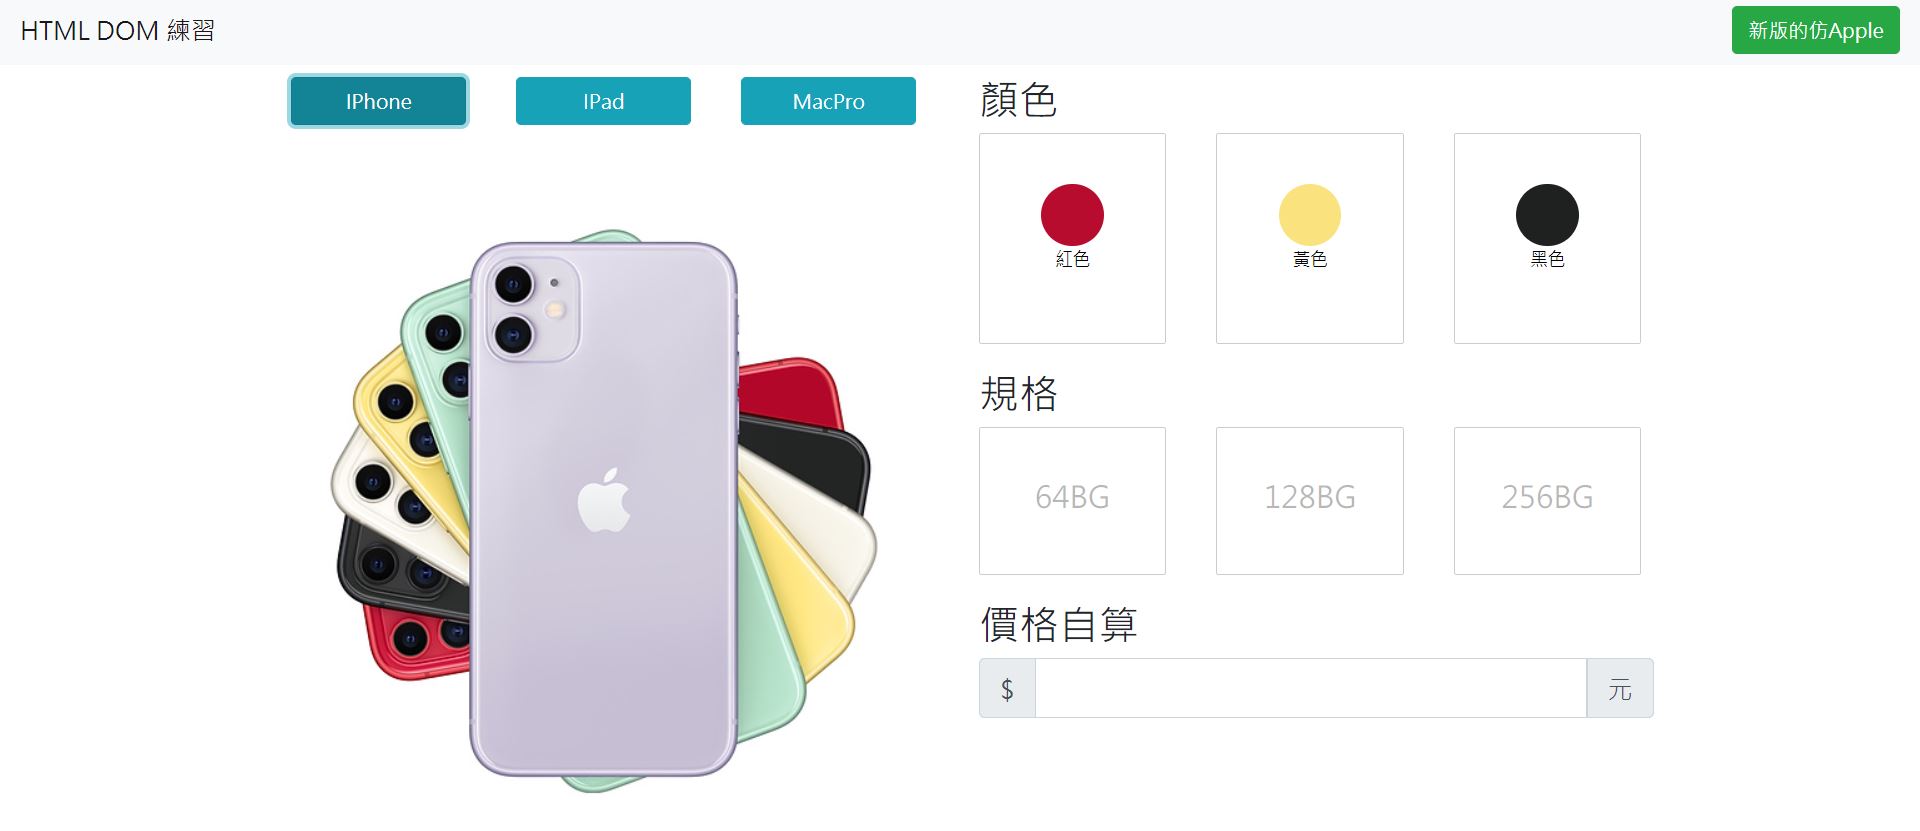 HTML DOM 練習
新版的仿Apple
IPhone
IPad
MacPro
顏色
紅色
黃色
黑色
規格
64BG
128BG
256BG
價格自算
$
元